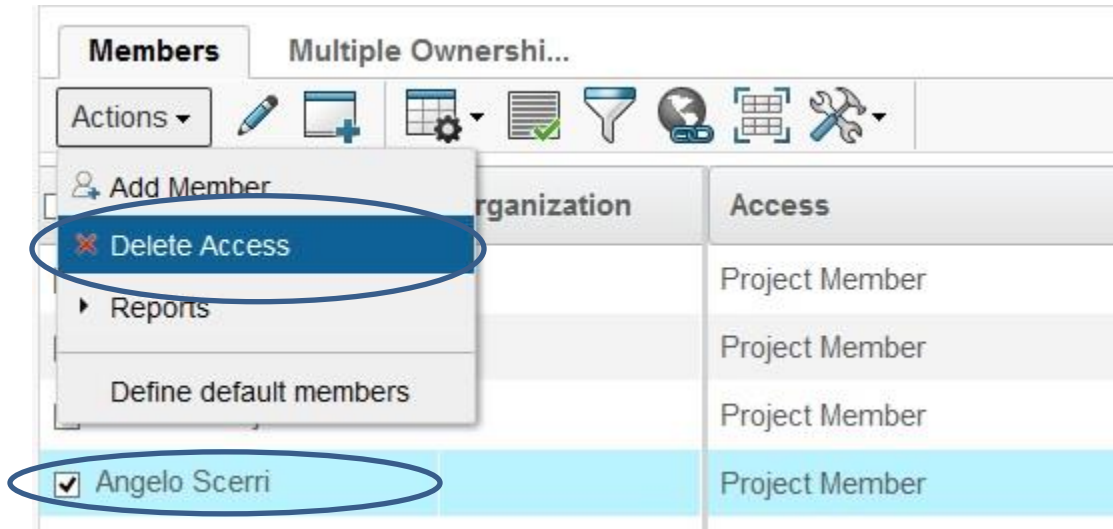 Members Multiple Ownershi...
Actions
Add Member
rganization Access
Delete Access
Project Member
Reports
Project Member
Define default members
Project Member
Angelo Scerri Project Member